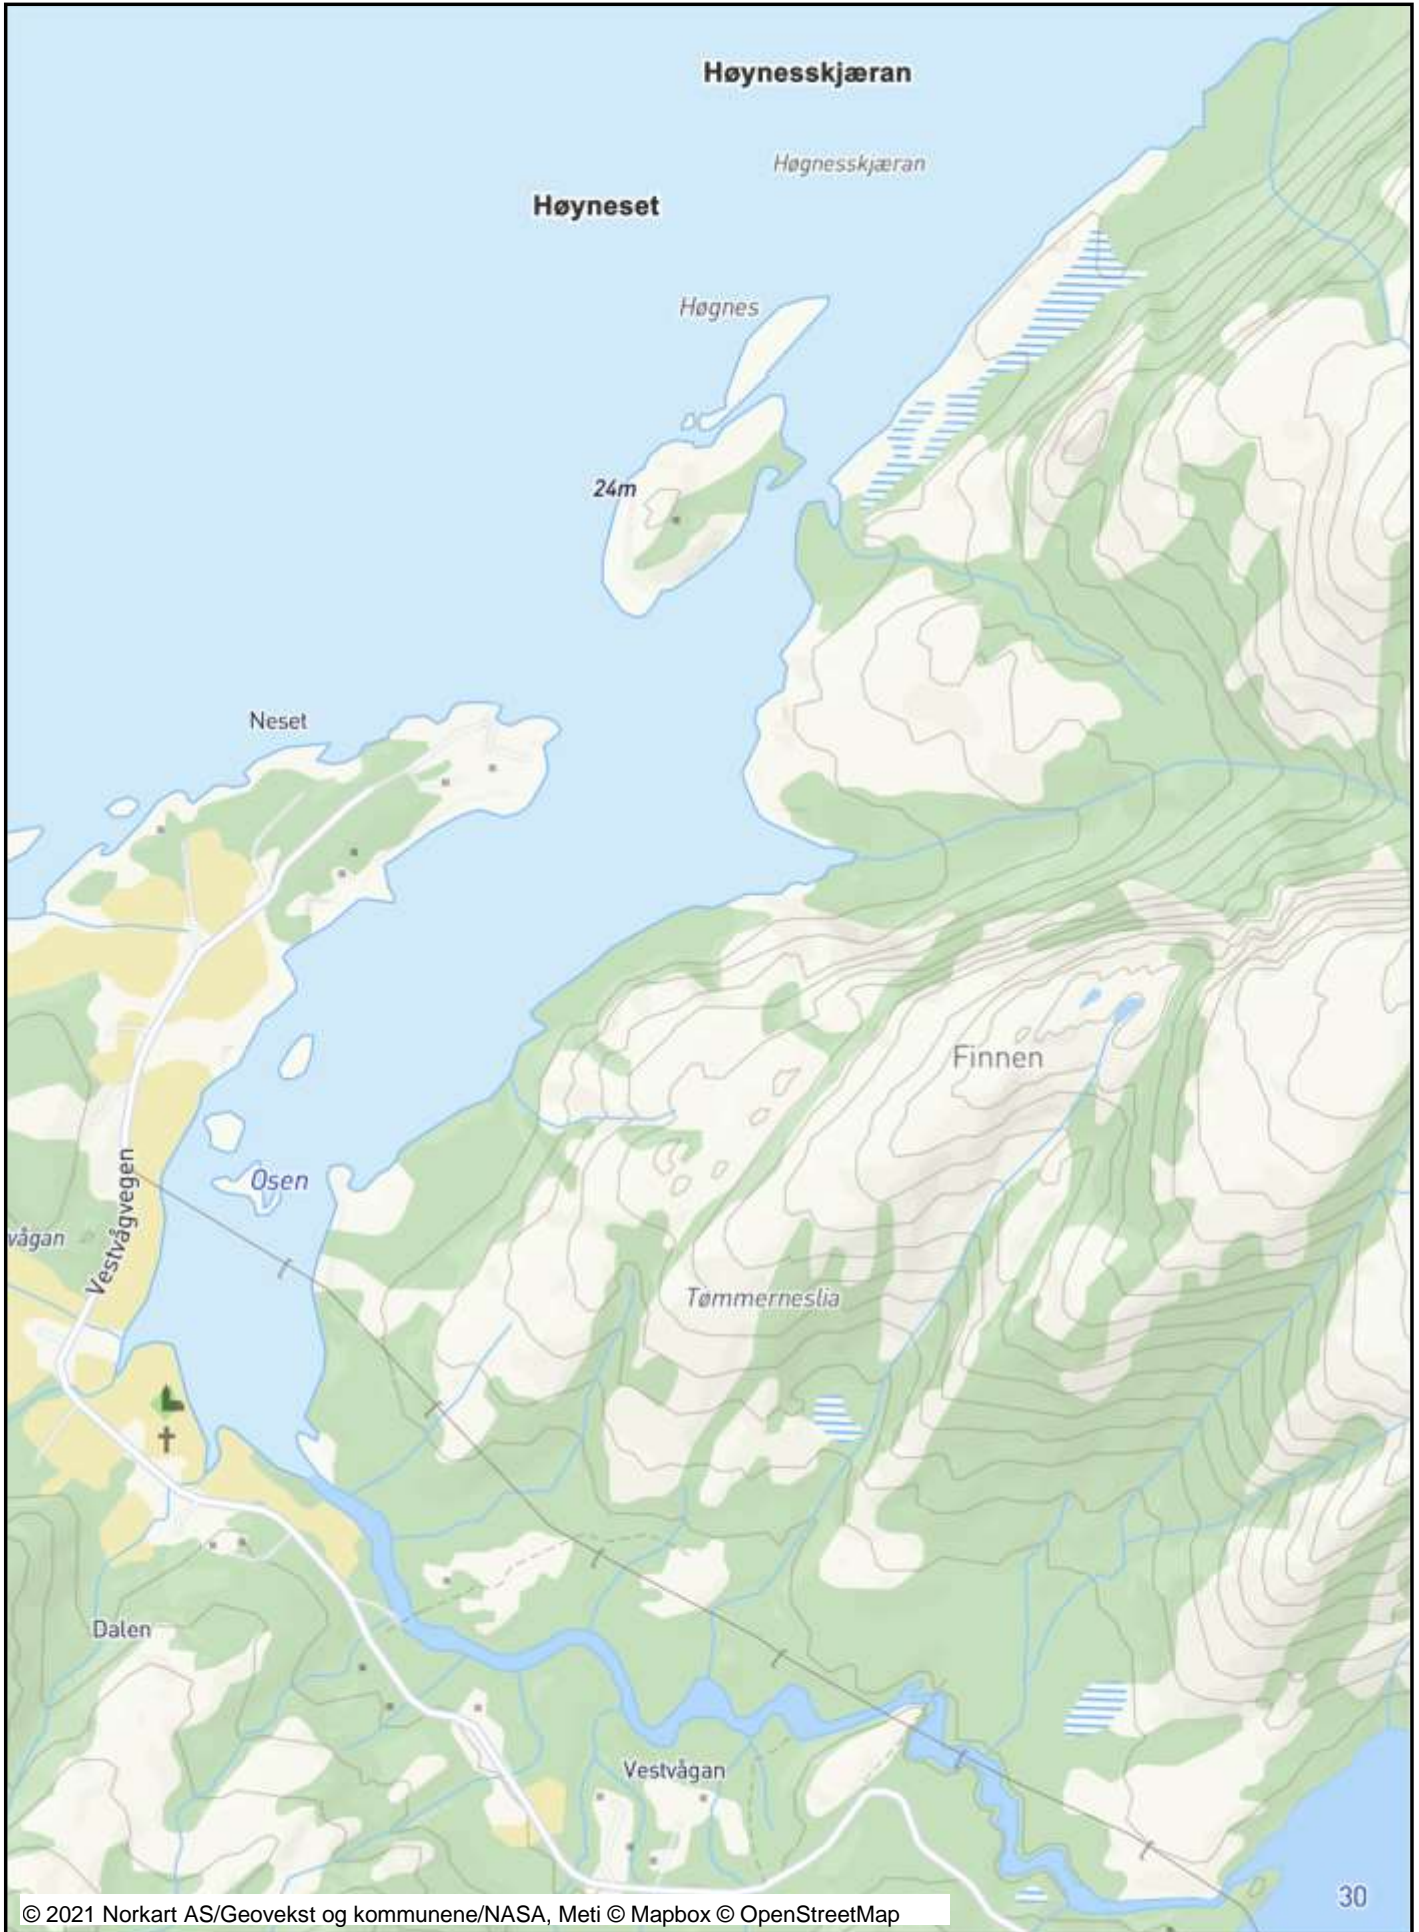 Høynesskjæran
Høgnesskjæran
Høyneset
Høgnes
24m
Neset
Finnen
Osen
Vestvågvegen
vågan
Tømmerneslia
Dalen
Vestvågan
30
© 2021 Norkart AS/Geovekst og kommunene/NASA, Meti © Mapbox © OpenStreetMap